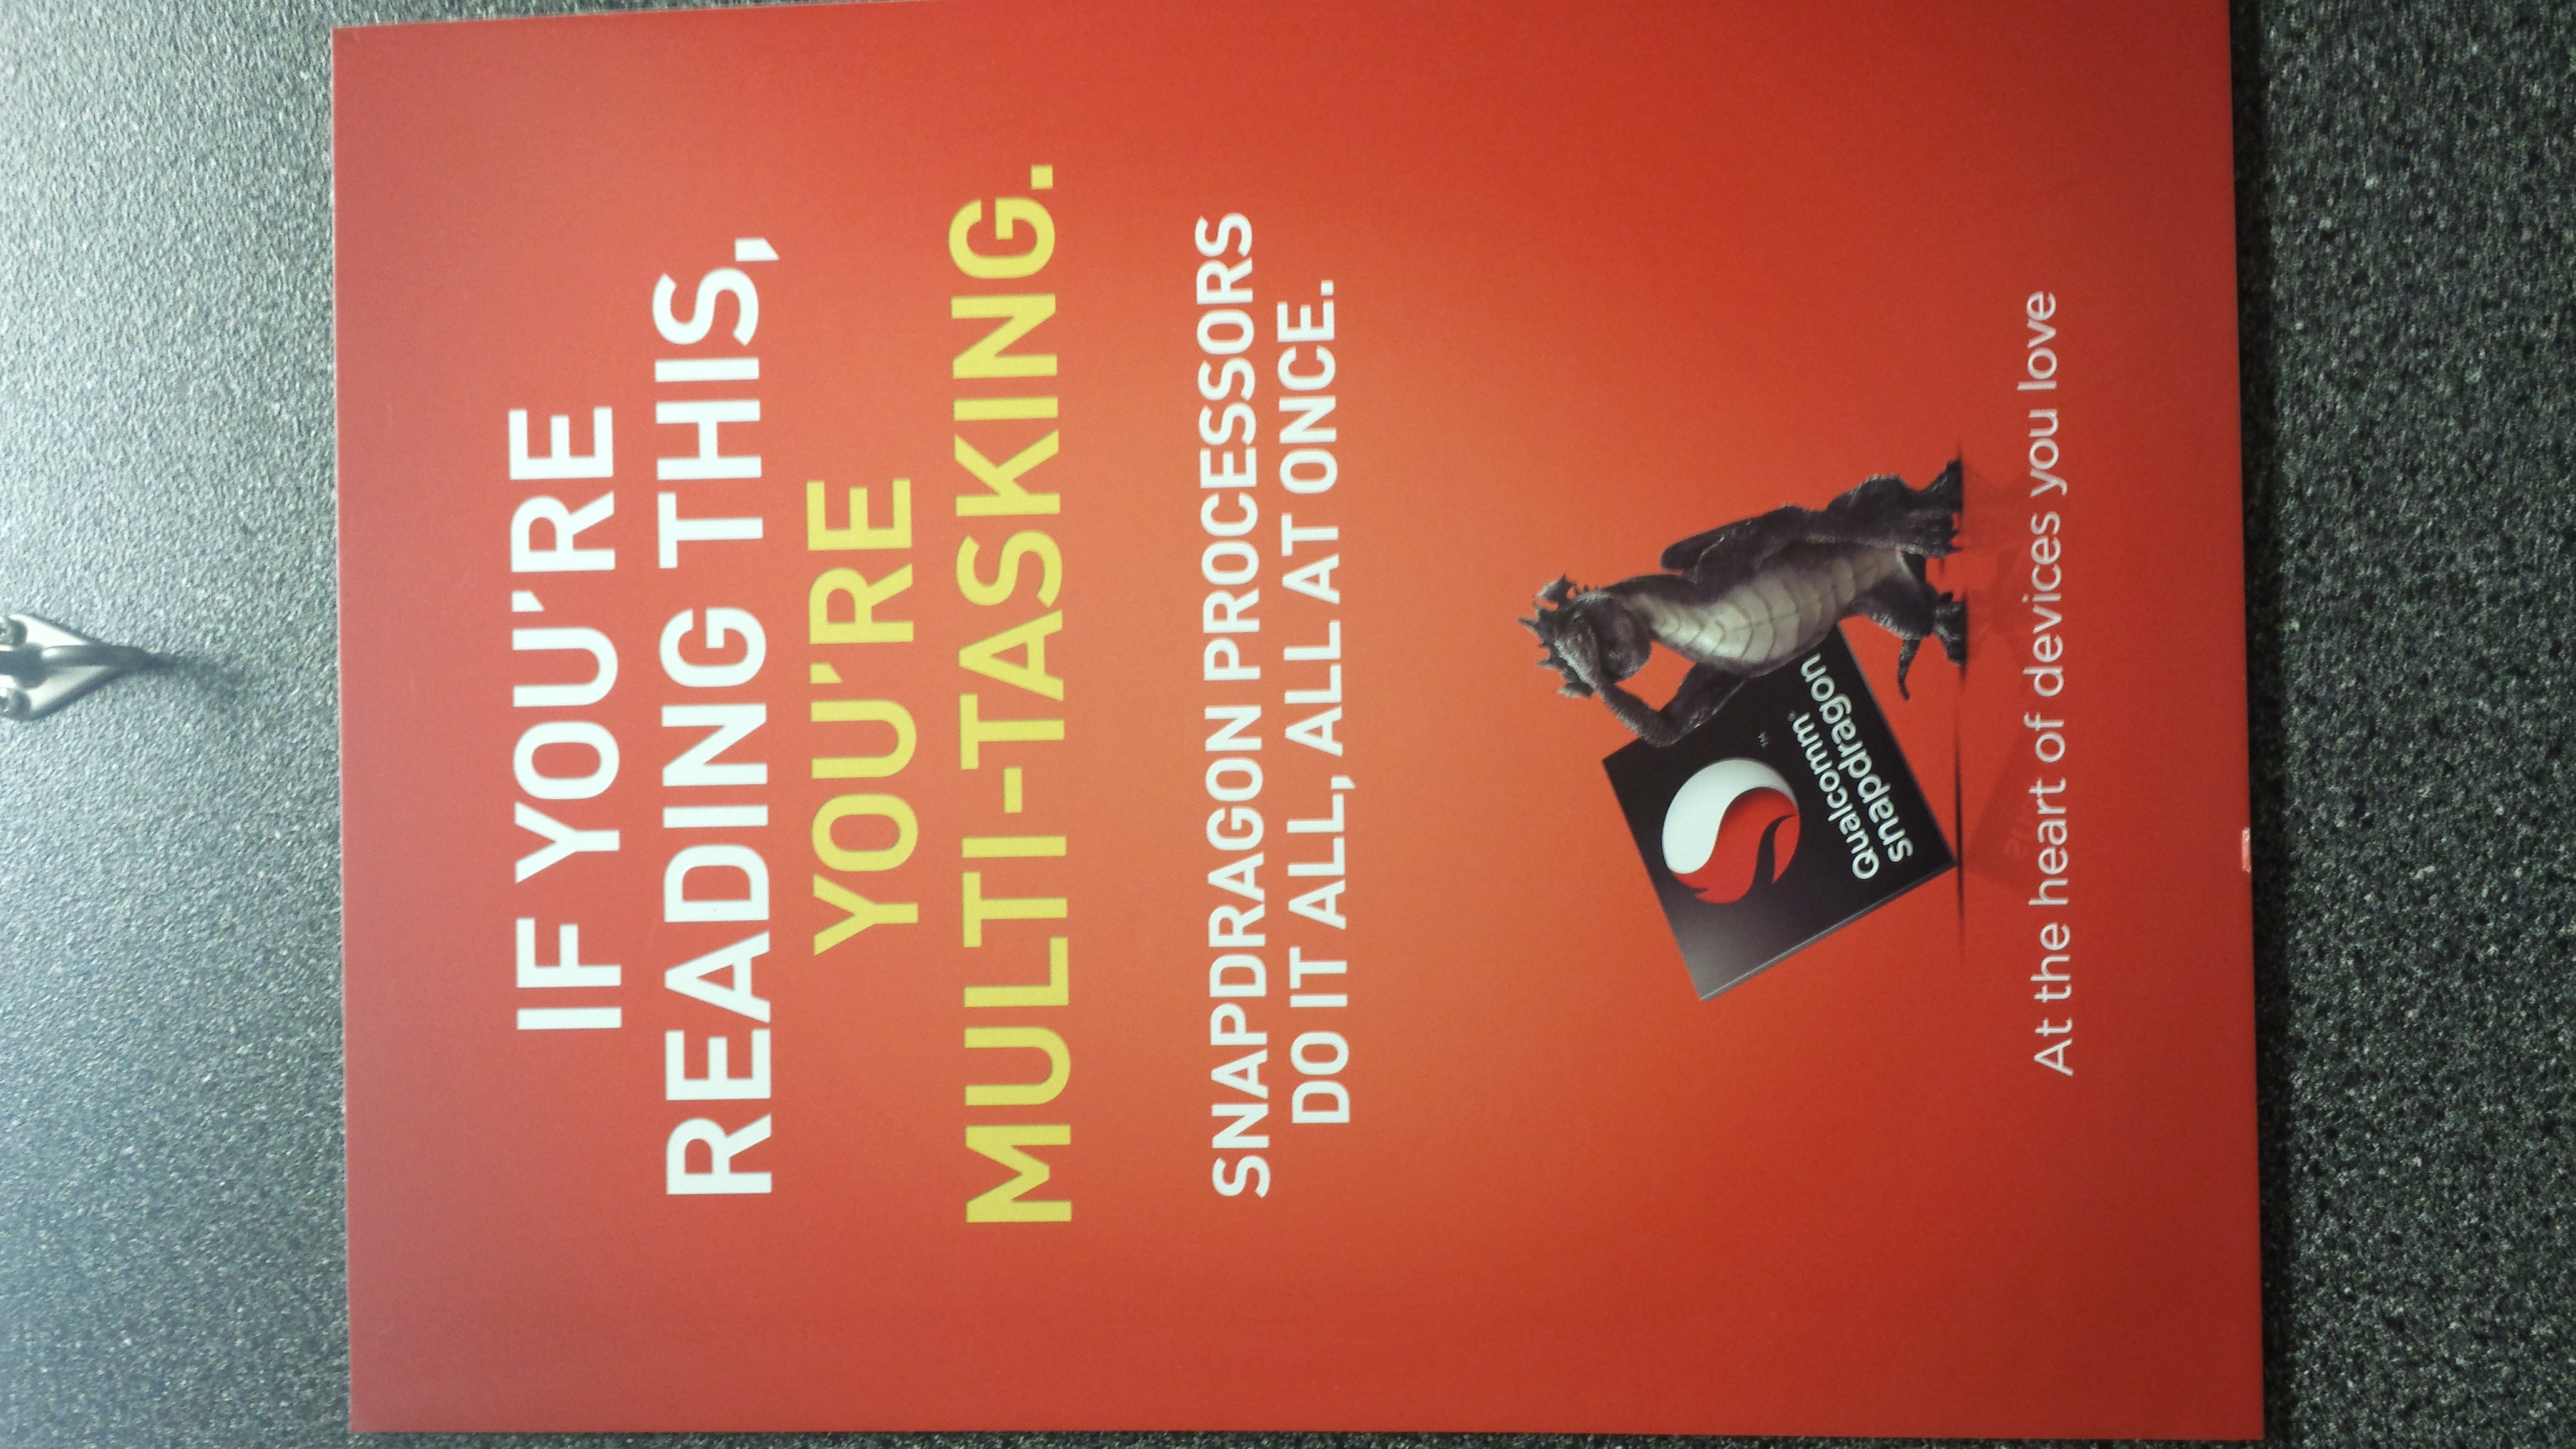 IF YOU'RE
READING THIS,
YOU'RE
MULTI-TASKING.
SNAPDRAGON PROCESSORS
DO IT ALL, ALL AT ONCE.
™
Qualcomm®
snapdragon
At the heart of devices you love